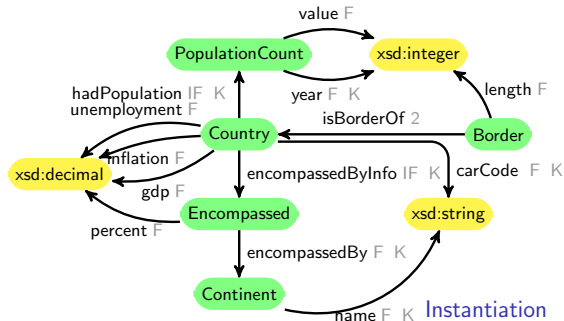 value F
PopulationCount
xsd:integer
year F K
length F
hadPopulation IF K
unemployment F
isBorderOf 2
Country
Border
inflation F
xsd:decimal
encompassedByInfo IF K
carCode F K
gdp F
Encompassed
xsd:string
percent F
encompassedBy F K
Continent
name F K
Instantiation